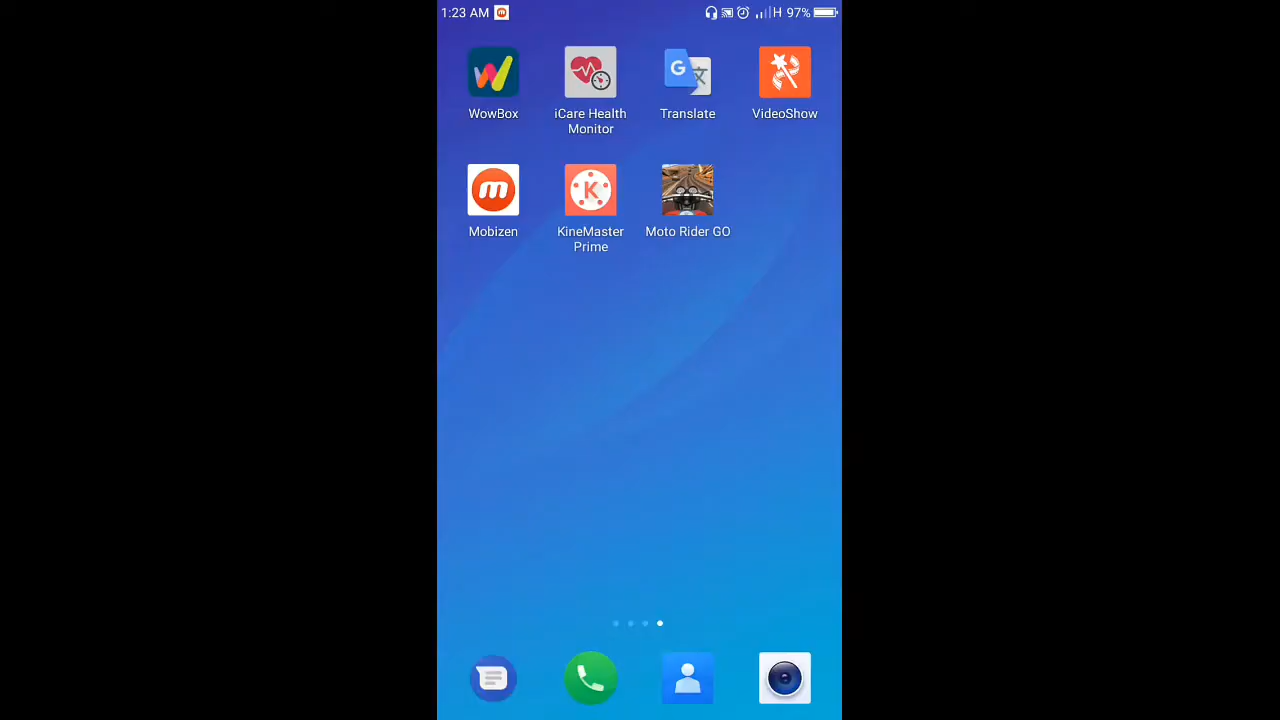 1:23 AM H 97%
WowBox
iCare Health Monitor
Translate
VideoShow
Mobizen
KineMaster Prime
Moto Rider GO